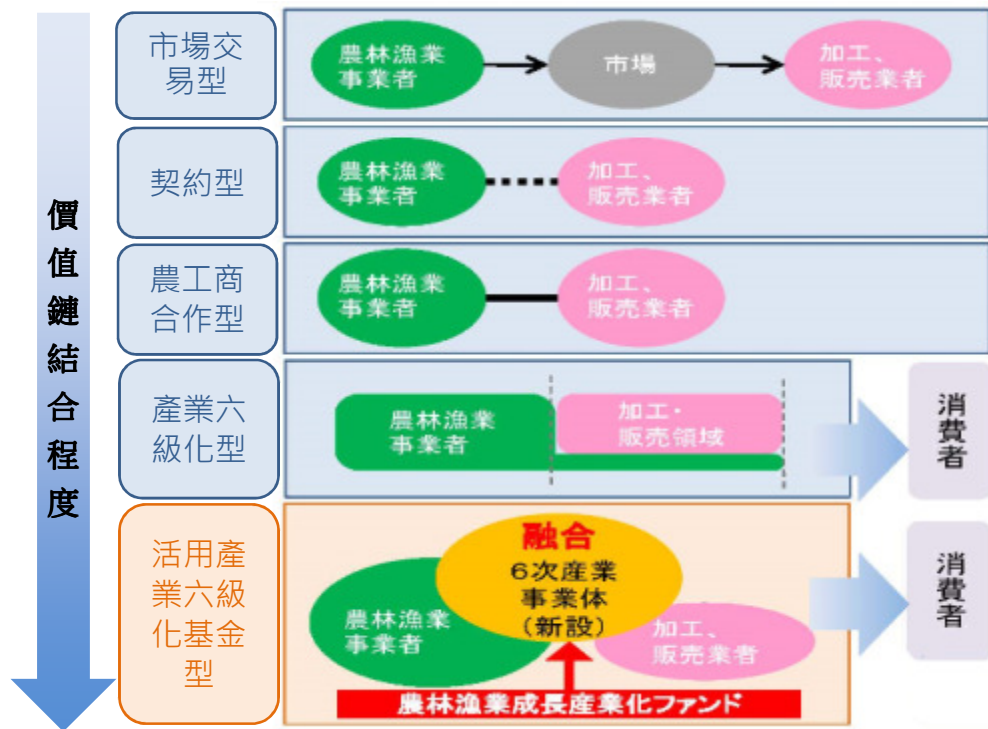 價
值
鏈
結
合
程
度
市場交
易型
農林漁業
事業者
市場
加工、
販売業者
契約型
農林漁業
事業者
加工、
販売業者
農工商
合作型
農林漁業
事業者
加工、
販売業者
產業六
級化型
農林漁業
事業者
加工・
販売領域
消
費
者
活用產
業六級
化基金
型
融合
6次産業
事業体
(新設)
農林漁業
事業者
加工、
販売業者
農林漁業成長産業化ファンド
消
費
者